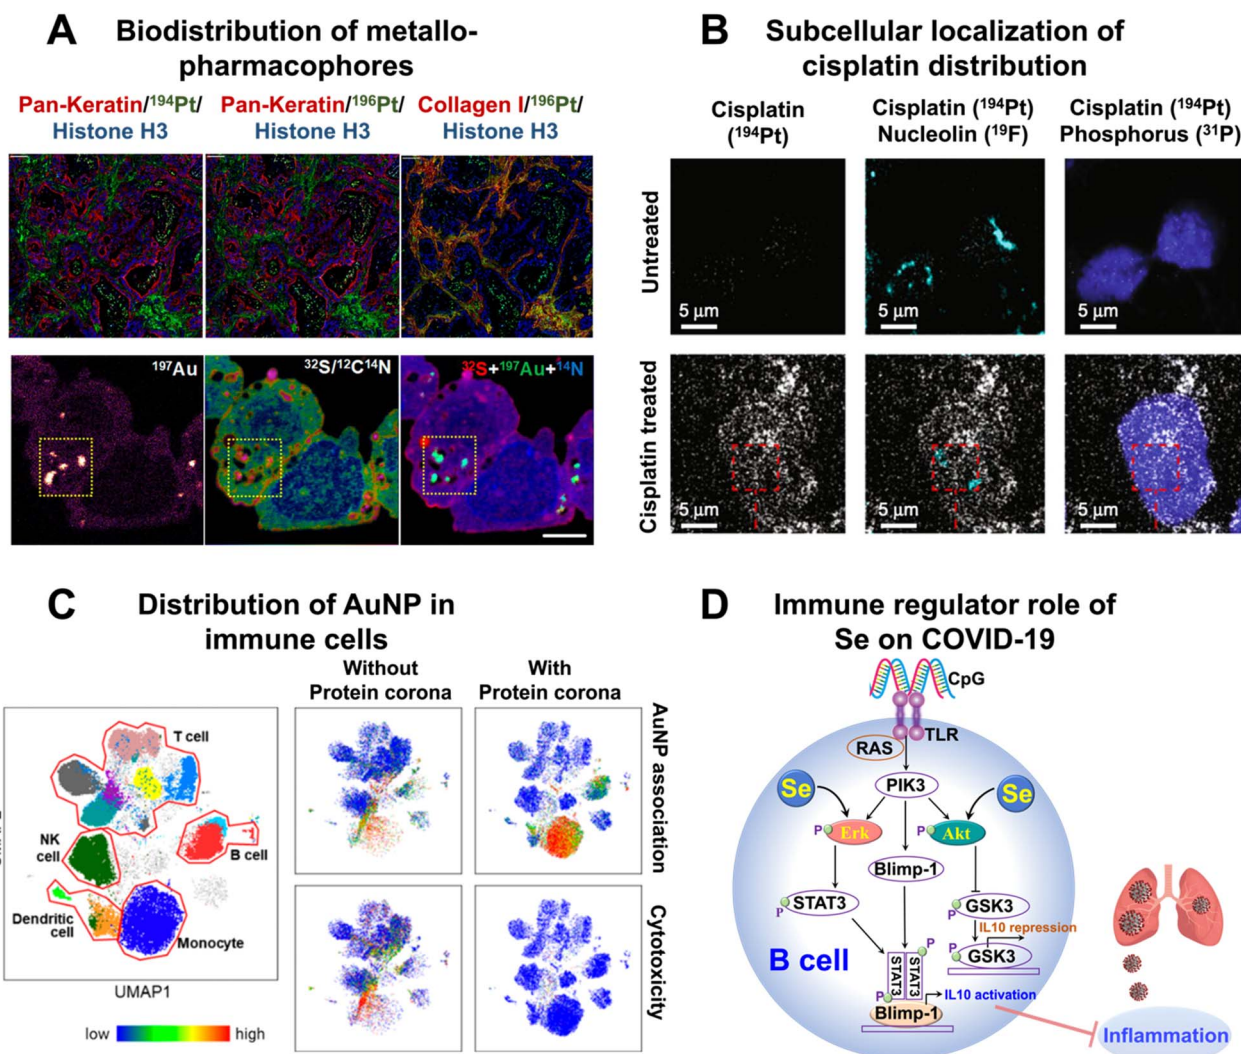 A
Biodistribution of metallo-
pharmacophores
Pan-Keratin/¹⁹⁴Pt/
Histone H3
Pan-Keratin/¹⁹⁶Pt/
Histone H3
Collagen I/¹⁹⁶Pt/
Histone H3
¹⁹⁷Au
³²S/¹²C¹⁴N
³²S+¹⁹⁷Au+¹⁴N
B
Subcellular localization of
cisplatin distribution
Cisplatin
(¹⁹⁴Pt)
Cisplatin (¹⁹⁴Pt)
Nucleolin (¹⁹F)
Cisplatin (¹⁹⁴Pt)
Phosphorus (³¹P)
Untreated
5 µm
5 µm
5 µm
Cisplatin treated
5 µm
5 µm
5 µm
C
Distribution of AuNP in
immune cells
Without
Protein corona
With
Protein corona
T cell
NK
cell
B cell
Dendritic
cell
Monocyte
UMAP1
low
high
AuNP association
Cytotoxicity
D
Immune regulator role of
Se on COVID-19
CpG
TLR
RAS
PIK3
Se
Se
P
Erk
P
Akt
Blimp-1
P
STAT3
P
GSK3
IL10 repression
P
GSK3
B cell
P
STAT3
STAT3
P
IL10 activation
Blimp-1
Inflammation